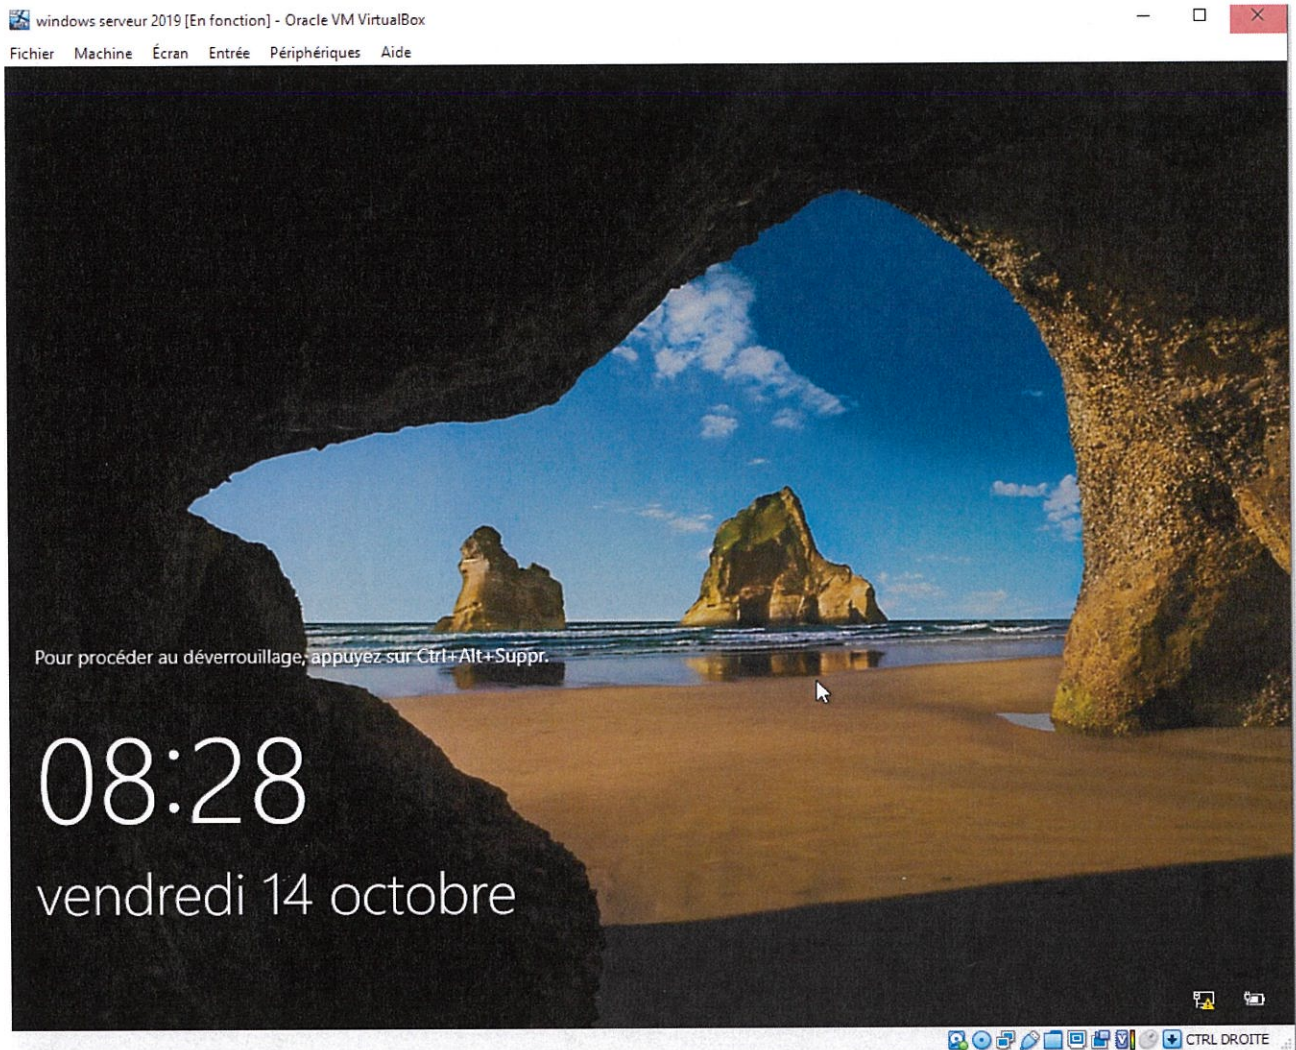 windows serveur 2019 [En fonction] - Oracle VM VirtualBox
Fichier Machine Écran Entrée Périphériques Aide
Pour procéder au déverrouillage, appuyez sur Ctrl+Alt+Suppr.
08:28
vendredi 14 octobre
CTRL DROITE